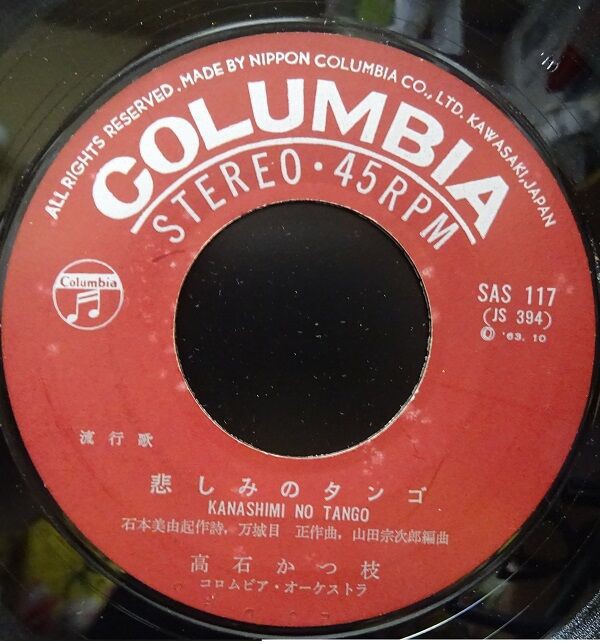 ALL RIGHTS RESERVED, MADE BY NIPPON COLUMBIA CO., LTD. KAWASAKI, JAPAN
COLUMBIA
STEREO・45RPM
Columbia
SAS 117
(JS 394)
Ⓒ '63. 10
流行歌
悲しみのタンゴ
KANASHIMI NO TANGO
石本美由起作詩, 万城目 正作曲, 山田宗次郎編曲
高石かつ枝
コロムビア・オーケストラ